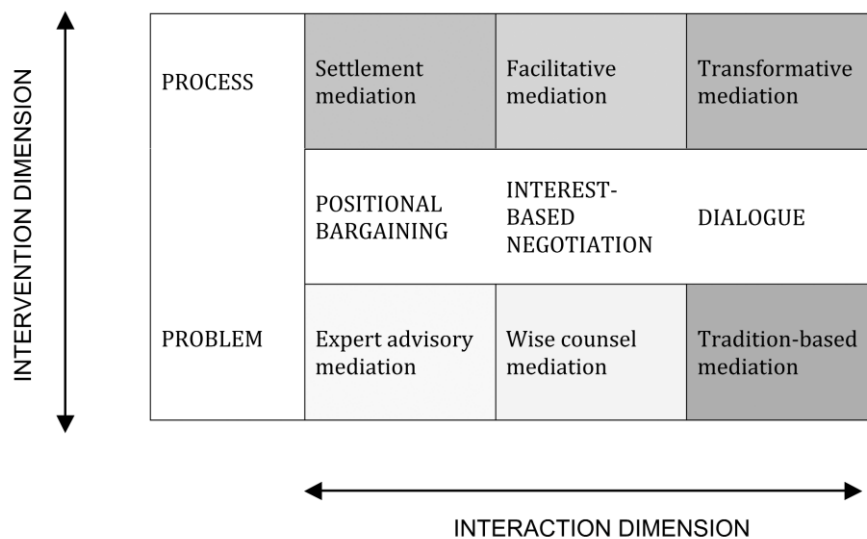 INTERVENTION DIMENSION
PROCESS
Settlement
mediation
Facilitative
mediation
Transformative
mediation
POSITIONAL
BARGAINING
INTEREST-
BASED
NEGOTIATION
DIALOGUE
PROBLEM
Expert advisory
mediation
Wise counsel
mediation
Tradition-based
mediation
INTERACTION DIMENSION